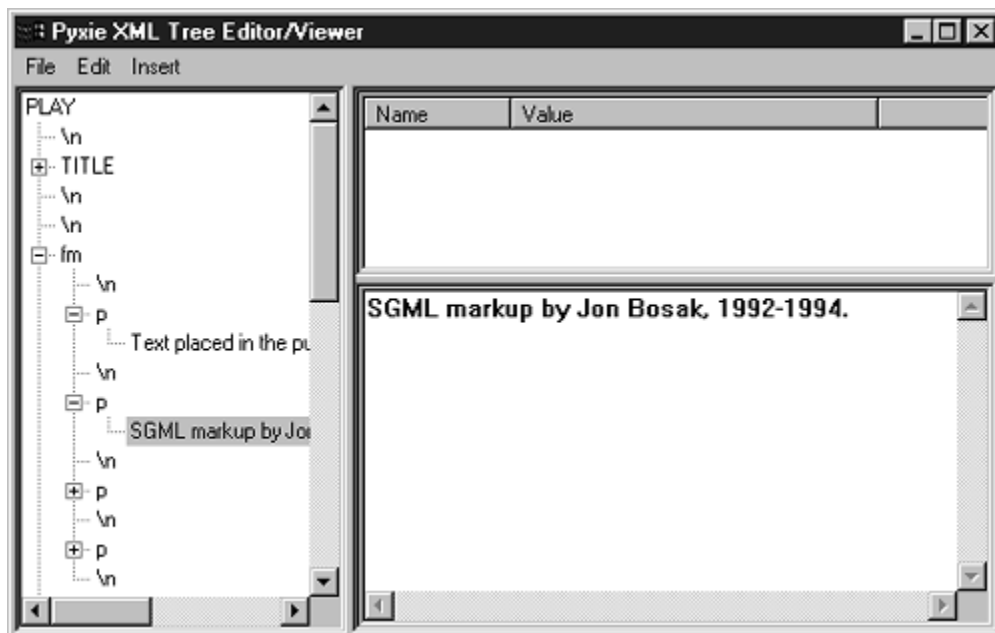 Pyxie XML Tree Editor/Viewer
File Edit Insert
PLAY
\n
TITLE
\n
\n
fm
\n
p
Text placed in the pu
\n
p
SGML markup by Jo
\n
p
\n
p
\n
Name Value
SGML markup by Jon Bosak, 1992-1994.